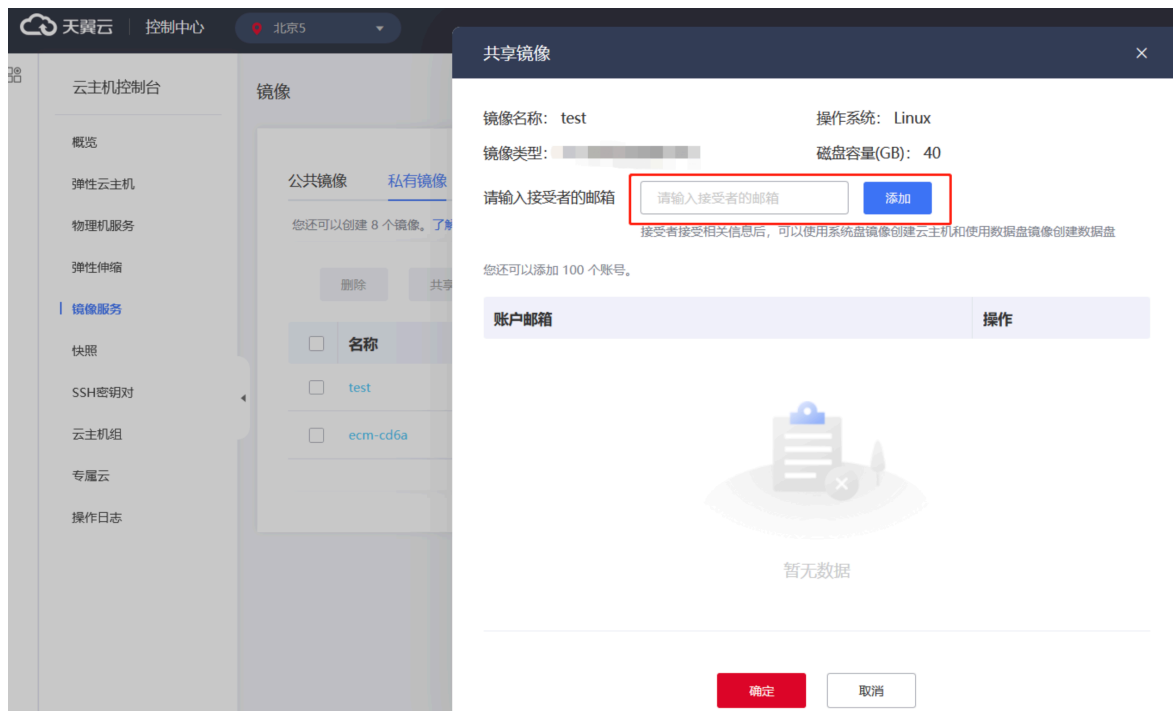 天翼云 控制中心 北京5
云主机控制台
概览
弹性云主机
物理机服务
弹性伸缩
镜像服务
快照
SSH密钥对
云主机组
专属云
操作日志
镜像
公共镜像 私有镜像
您还可以创建 8 个镜像。了解
删除 共享
名称
test
ecm-cd6a
共享镜像
镜像名称: test 操作系统: Linux
镜像类型: 磁盘容量(GB): 40
请输入接受者的邮箱 请输入接受者的邮箱 添加
接受者接受相关信息后，可以使用系统盘镜像创建云主机和使用数据盘镜像创建数据盘
您还可以添加 100 个账号。
账户邮箱 操作
暂无数据
确定 取消